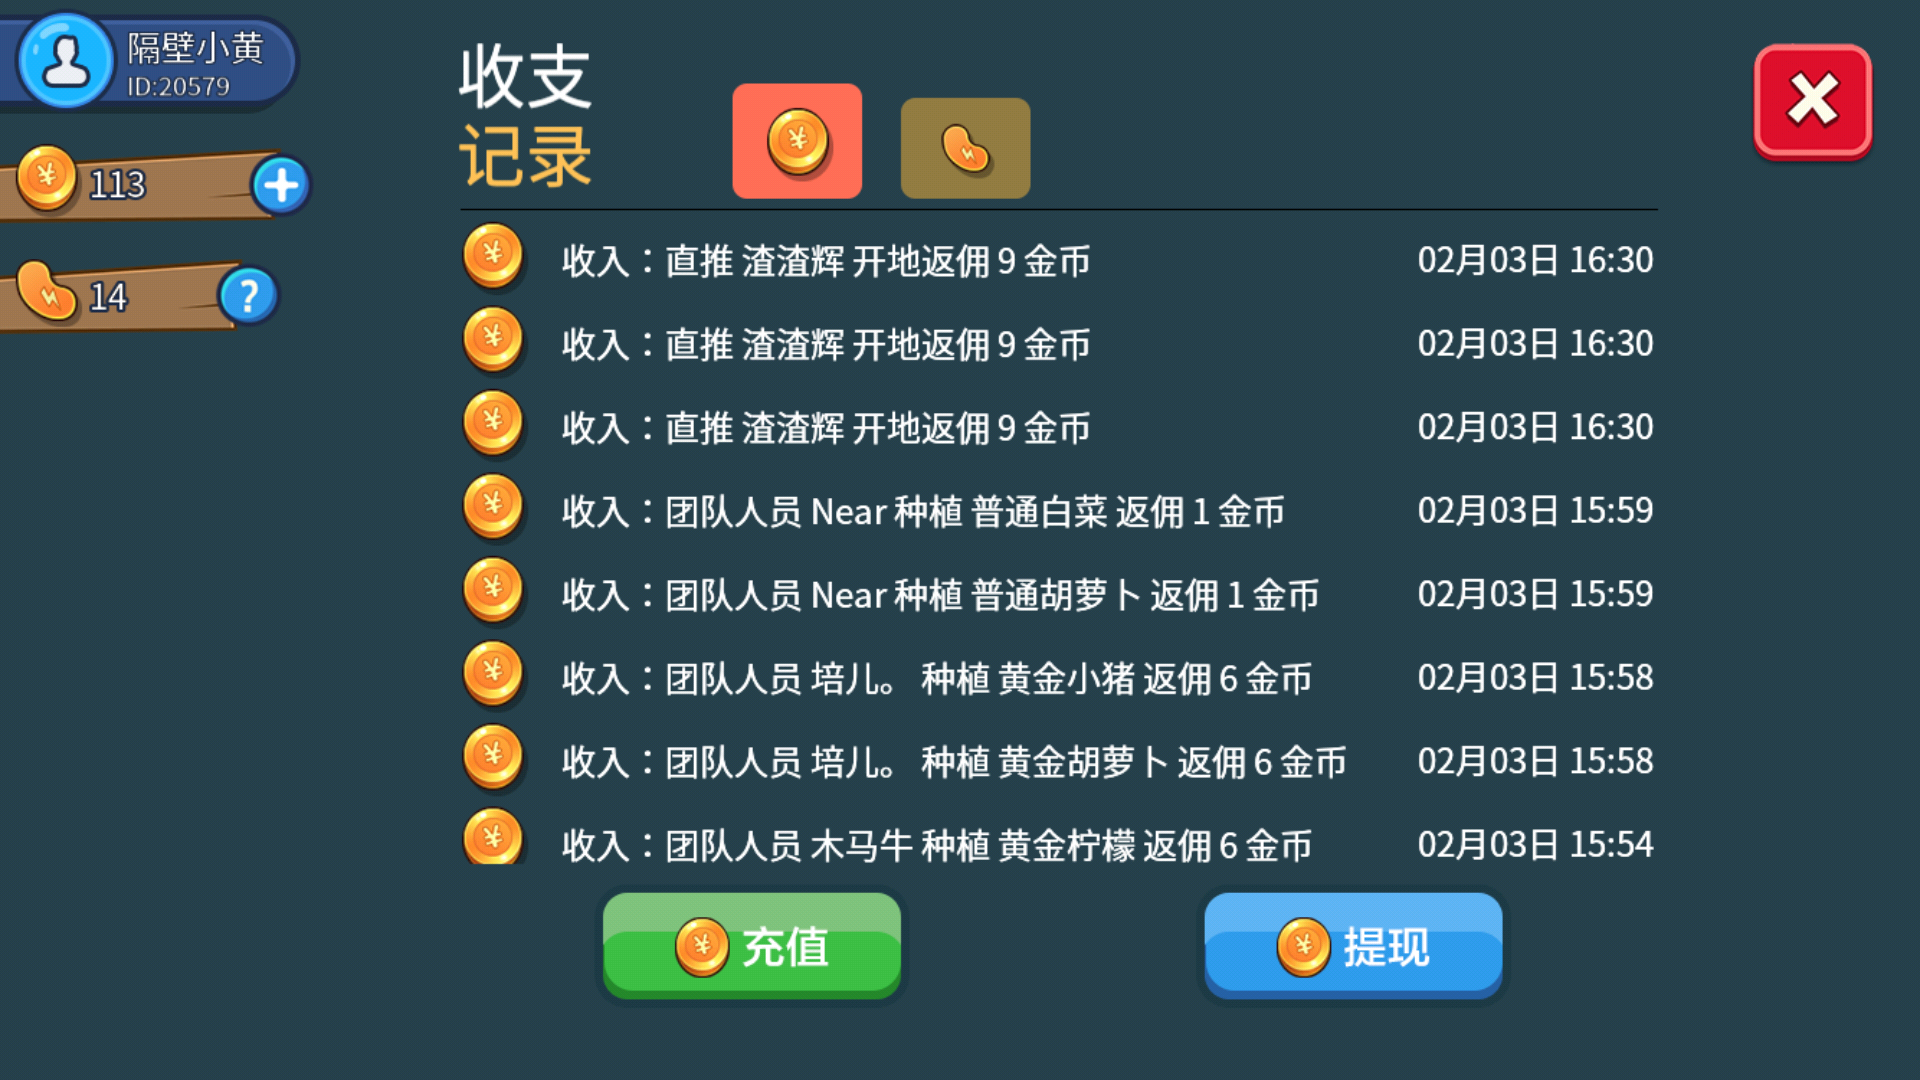 隔壁小黄
ID:20579
113
14
收支
记录
收入：直推 渣渣辉 开地返佣 9 金币 02月03日 16:30
收入：直推 渣渣辉 开地返佣 9 金币 02月03日 16:30
收入：直推 渣渣辉 开地返佣 9 金币 02月03日 16:30
收入：团队人员 Near 种植 普通白菜 返佣 1 金币 02月03日 15:59
收入：团队人员 Near 种植 普通胡萝卜 返佣 1 金币 02月03日 15:59
收入：团队人员 培儿。 种植 黄金小猪 返佣 6 金币 02月03日 15:58
收入：团队人员 培儿。 种植 黄金胡萝卜 返佣 6 金币 02月03日 15:58
收入：团队人员 木马牛 种植 黄金柠檬 返佣 6 金币 02月03日 15:54
充值
提现